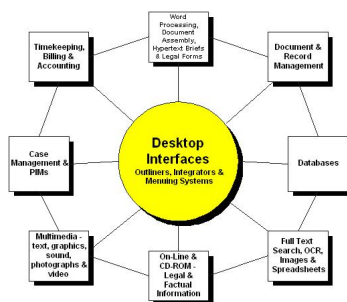 Word
Processing,
Document
Assembly,
Hypertext Briefs
& Legal Forms
Timekeeping,
Billing &
Accounting
Document &
Record
Management
Case
Management &
PIMs
Desktop
Interfaces
Outliners, Integrators &
Menuing Systems
Databases
Multimedia -
text, graphics,
sound,
photographs &
video
On-Line &
CD-ROM -
Legal &
Factual
Information
Full Text
Search, OCR,
Images &
Spreadsheets